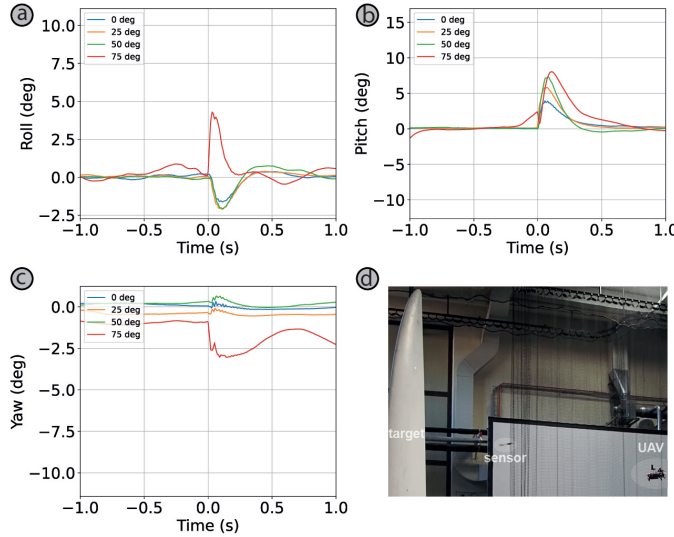 a
b
0 deg
25 deg
50 deg
75 deg
10.0
7.5
5.0
2.5
0.0
−2.5
Roll (deg)
−1.0 −0.5 0.0 0.5 1.0
Time (s)
0 deg
25 deg
50 deg
75 deg
15
10
5
0
−5
−10
Pitch (deg)
−1.0 −0.5 0.0 0.5 1.0
Time (s)
c
d
0 deg
25 deg
50 deg
75 deg
0.0
−2.5
−5.0
−7.5
−10.0
Yaw (deg)
−1.0 −0.5 0.0 0.5 1.0
Time (s)
target
sensor
UAV